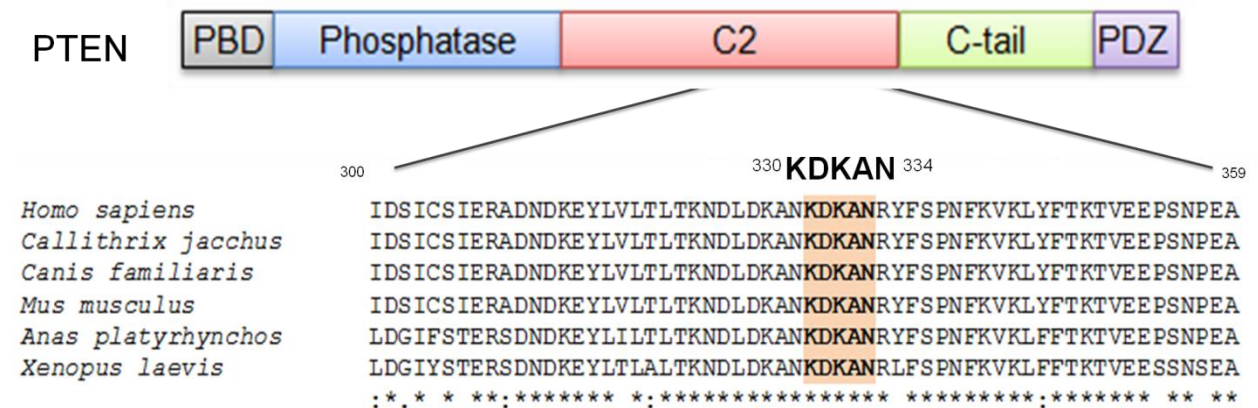 PTEN PBD Phosphatase C2 C-tail PDZ
300 330 KDKAN 334 359
Homo sapiens IDSICSIERADNDKEYLVLTLTKNDLDKANKDKANRYFSPNFKVKLYFTKTVEEPSNPEA
Callithrix jacchus IDSICSIERADNDKEYLVLTLTKNDLDKANKDKANRYFSPNFKVKLYFTKTVEEPSNPEA
Canis familiaris IDSICSIERADNDKEYLVLTLTKNDLDKANKDKANRYFSPNFKVKLYFTKTVEEPSNPEA
Mus musculus IDSICSIERADNDKEYLVLTLTKNDLDKANKDKANRYFSPNFKVKLYFTKTVEEPSNPEA
Anas platyrhynchos LDGIFSTERSDNDKEYLILTLTKNDLDKANKDKANRYFSPNFKVKLFFTKTVEEPSNPEA
Xenopus laevis LDGIYSTERSDNDKEYLTLALTKNDLDKANKDKANRLFSPNFKVKLFFTKTVEESSNSEA
:*.* * **:******* *:**************** *********:******* ** **